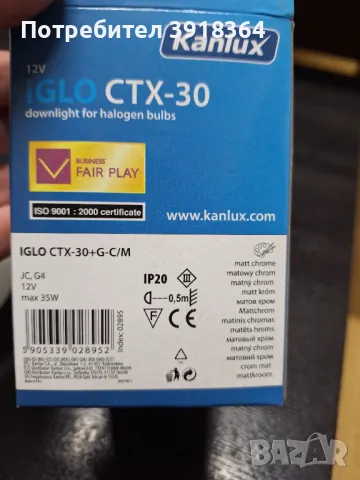 Потребител 3918364
Kanlux
12V
iGLO CTX-30
downlight for halogen bulbs
BUSINESS
FAIR PLAY
ISO 9001 : 2000 certificate
www.kanlux.com
IGLO CTX-30+G-C/M
JC, G4
12V
max 35W
IP20
III
0,5m
F
CE
Index: 02895
5 905339 028952
matt chrome
matowy chrom
matný chrom
matt króm
матов хром
Mattchrom
matinis chromas
matēts hroms
матовый хром
матовий хром
crom mat
mattkroom
bazar